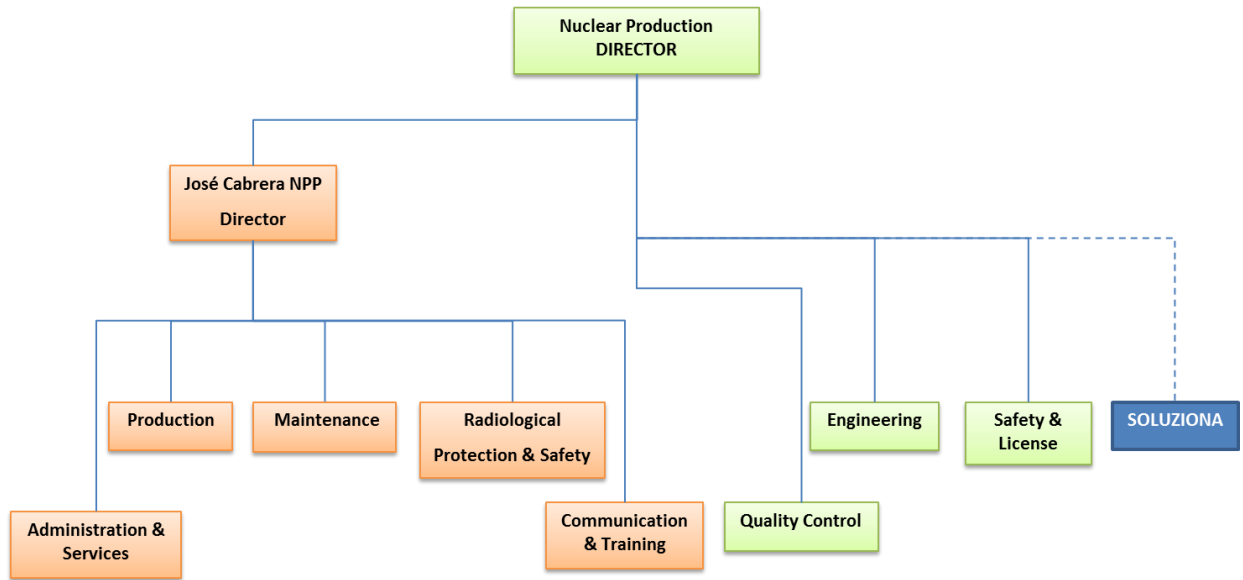 Nuclear Production
DIRECTOR
José Cabrera NPP
Director
Production
Maintenance
Radiological
Protection & Safety
Engineering
Safety &
License
SOLUZIONA
Administration &
Services
Communication
& Training
Quality Control